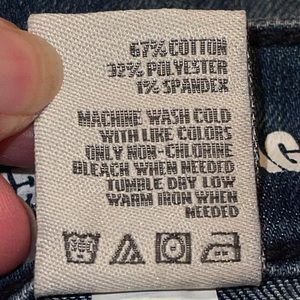 67% COTTON
32% POLYESTER
1% SPANDEX
MACHINE WASH COLD
WITH LIKE COLORS
ONLY NON-CHLORINE
BLEACH WHEN NEEDED
TUMBLE DRY LOW
WARM IRON WHEN
NEEDED